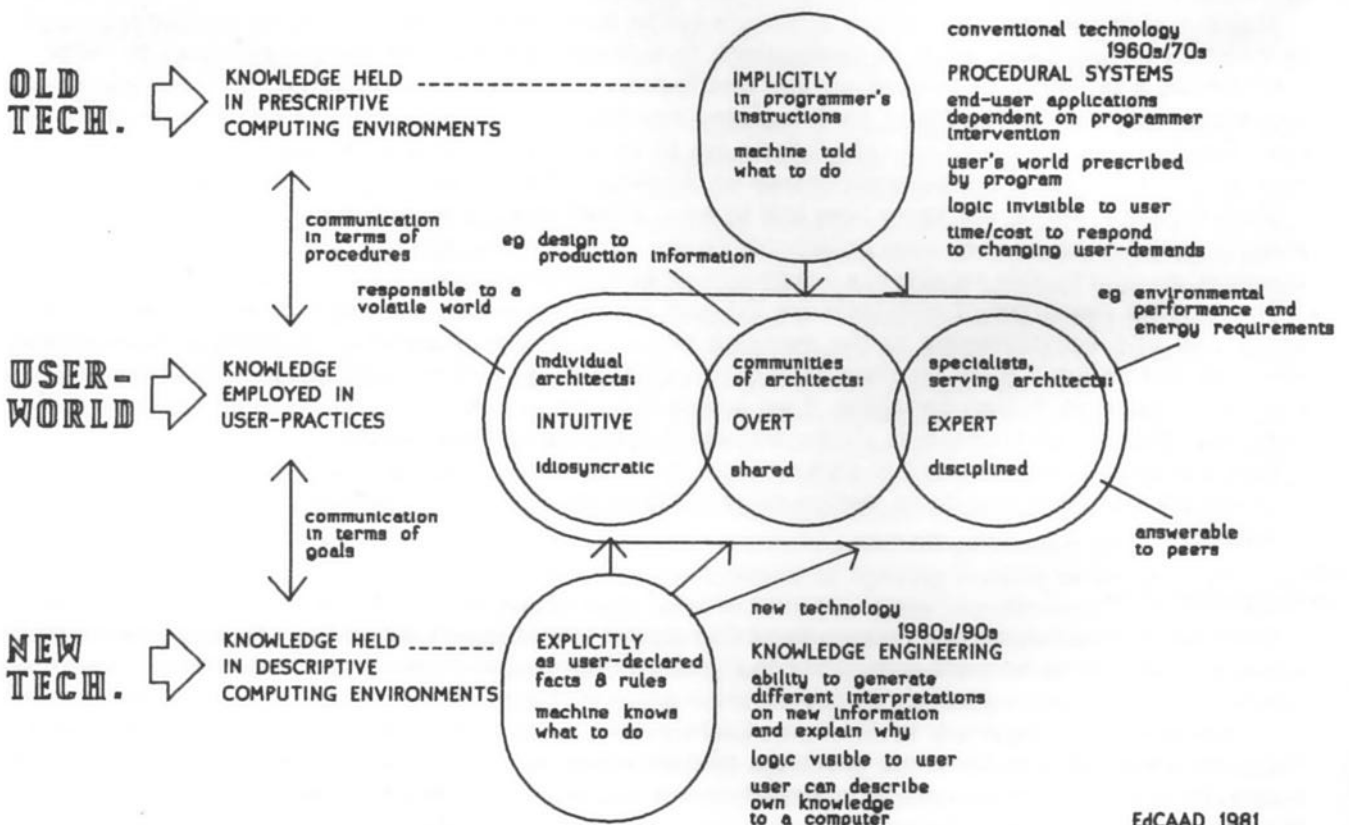 OLD
TECH.
KNOWLEDGE HELD
IN PRESCRIPTIVE
COMPUTING ENVIRONMENTS
IMPLICITLY
in programmer's
instructions
machine told
what to do
conventional technology
1960s/70s
PROCEDURAL SYSTEMS
end-user applications
dependent on programmer
intervention
user's world prescribed
by program
logic invisible to user
time/cost to respond
to changing user-demands
communication
in terms of
procedures
eg design to
production information
responsible to a
volatile world
eg environmental
performance and
energy requirements
USER-
WORLD
KNOWLEDGE
EMPLOYED IN
USER-PRACTICES
individual
architects:
INTUITIVE
idiosyncratic
communities
of architects:
OVERT
shared
specialists,
serving architects:
EXPERT
disciplined
answerable
to peers
communication
in terms of
goals
NEW
TECH.
KNOWLEDGE HELD
IN DESCRIPTIVE
COMPUTING ENVIRONMENTS
EXPLICITLY
as user-declared
facts & rules
machine knows
what to do
new technology
1980s/90s
KNOWLEDGE ENGINEERING
ability to generate
different interpretations
on new information
and explain why
logic visible to user
user can describe
own knowledge
to a computer
EdCAAD 1981